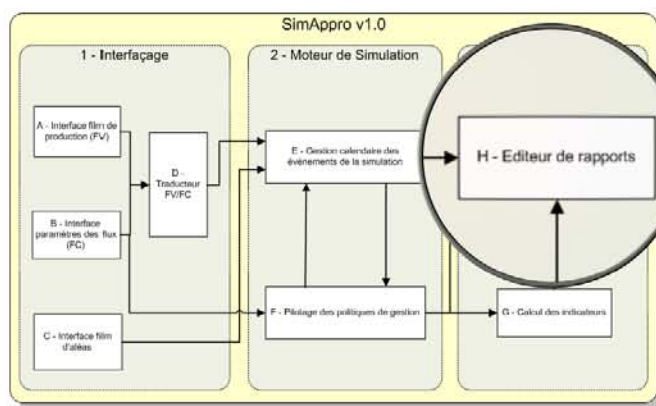 SimAppro v1.0
1 - Interfaçage
2 - Moteur de Simulation
A - Interface film de
production (FV)
D -
Traducteur
FV/FC
E - Gestion calendaire des
événements de la simulation
H - Editeur de rapports
B - Interface
paramètres des flux
(FC)
C - Interface film
d'aléas
F - Pilotage des politiques de gestion
G - Calcul des indicateurs